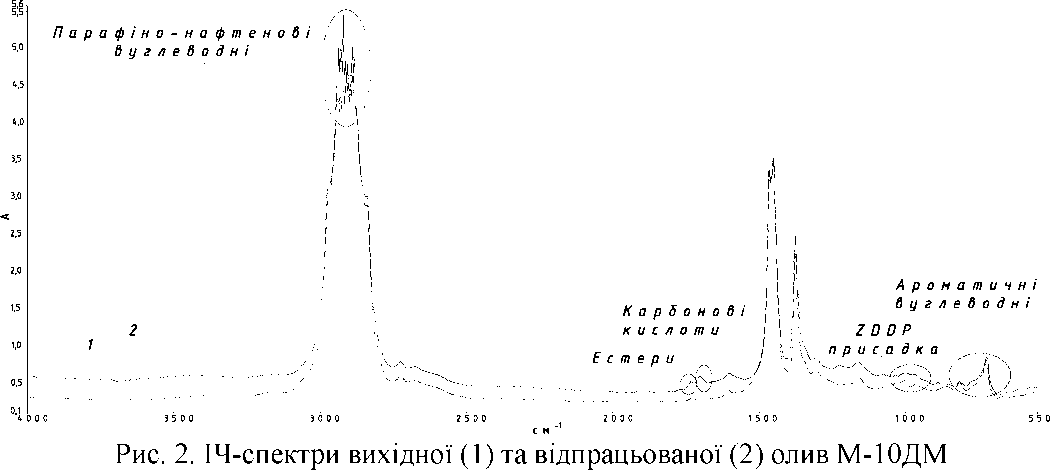 5,6
5,5
Парафіно-нафтенові
вуглеводні
5,0
4,5
4,0
3,5
3,0
A
2,5
2,0
1,5
Ароматичні
вуглеводні
Карбонові
кислоти
ZDDP
присадка
1 2
1,0
Естери
0,5
0,1
4000 3500 3000 2500 2000 1500 1000 550
см-1
Рис. 2. ІЧ-спектри вихідної (1) та відпрацьованої (2) олив М-10ДМ